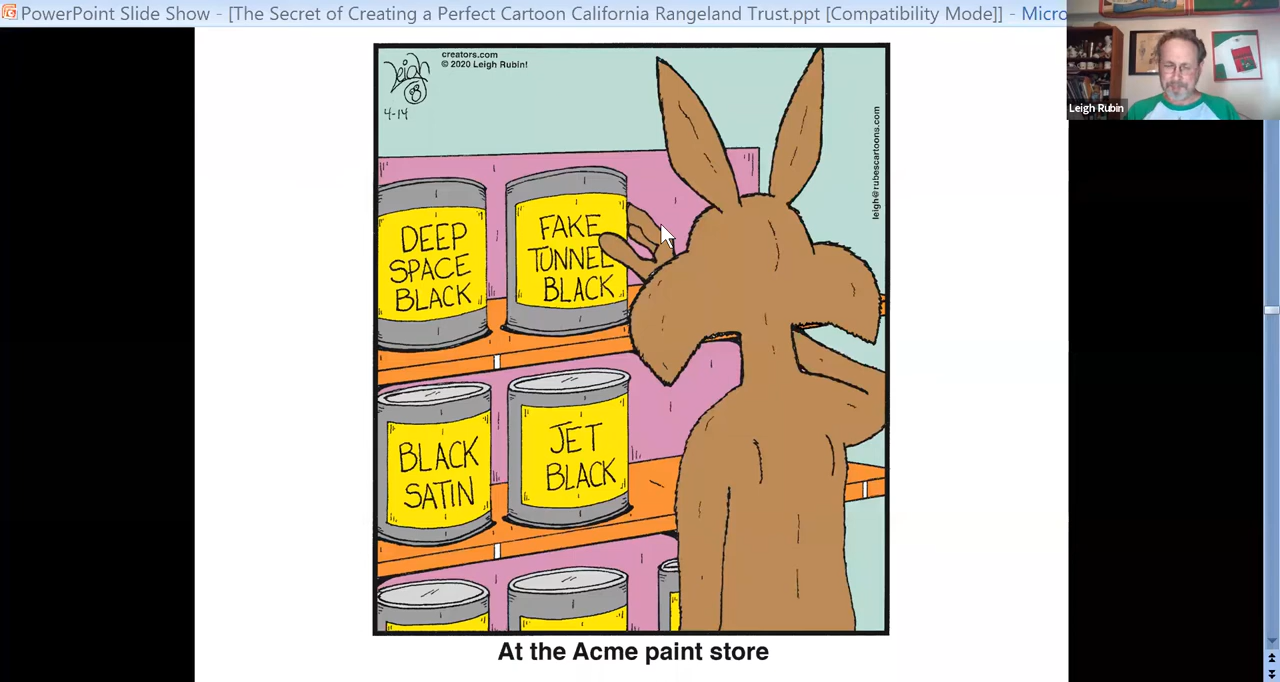 PowerPoint Slide Show - [The Secret of Creating a Perfect Cartoon California Rangeland Trust.ppt [Compatibility Mode]] - Micro
Leigh Rubin
Leigh
creators.com
© 2020 Leigh Rubin!
4-14
leigh@rubescartoons.com
DEEP
SPACE
BLACK
FAKE
TUNNEL
BLACK
BLACK
SATIN
JET
BLACK
At the Acme paint store